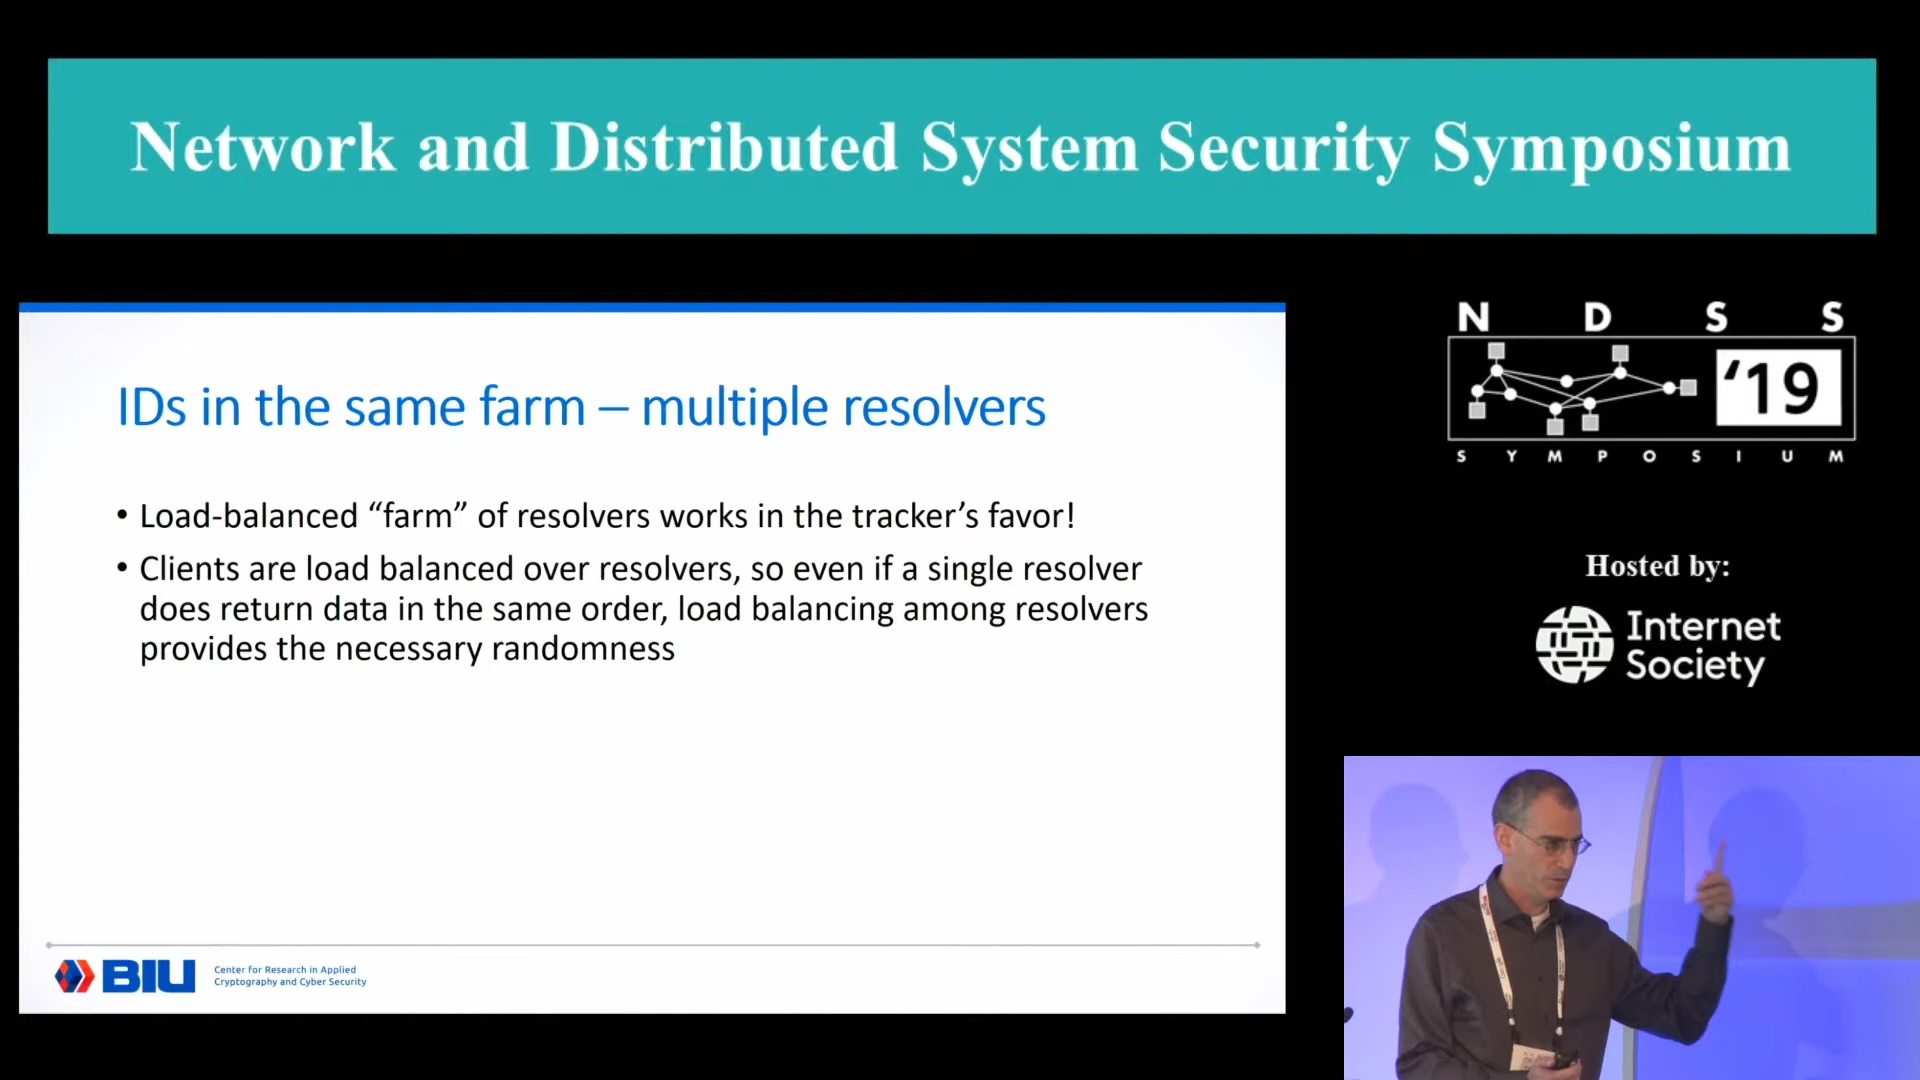 Network and Distributed System Security Symposium
N D S S
'19
S Y M P O S I U M
IDs in the same farm – multiple resolvers
• Load-balanced “farm” of resolvers works in the tracker’s favor!
• Clients are load balanced over resolvers, so even if a single resolver
does return data in the same order, load balancing among resolvers
provides the necessary randomness
Hosted by:
Internet
Society
BIU
Center for Research in Applied
Cryptography and Cyber Security